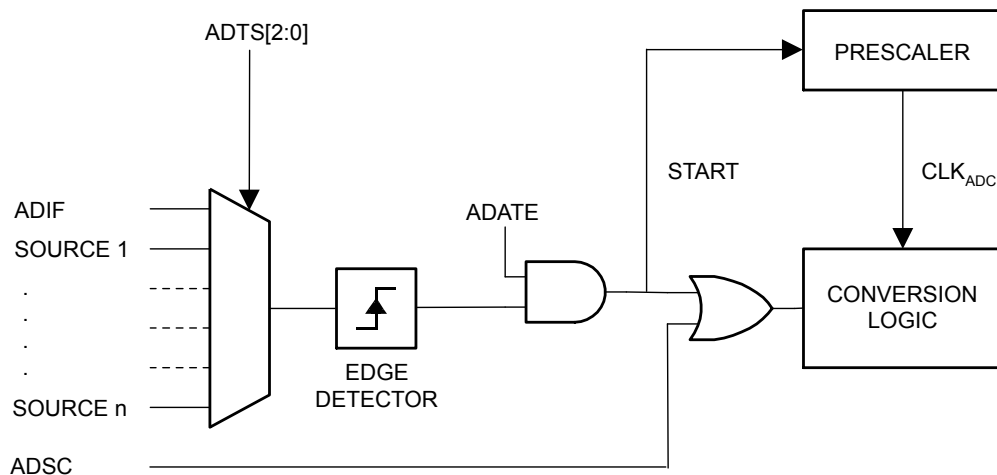 ADTS[2:0]
PRESCALER
START
CLKADC
ADIF
ADATE
SOURCE 1
.
.
.
.
CONVERSION
LOGIC
EDGE
DETECTOR
SOURCE n
ADSC